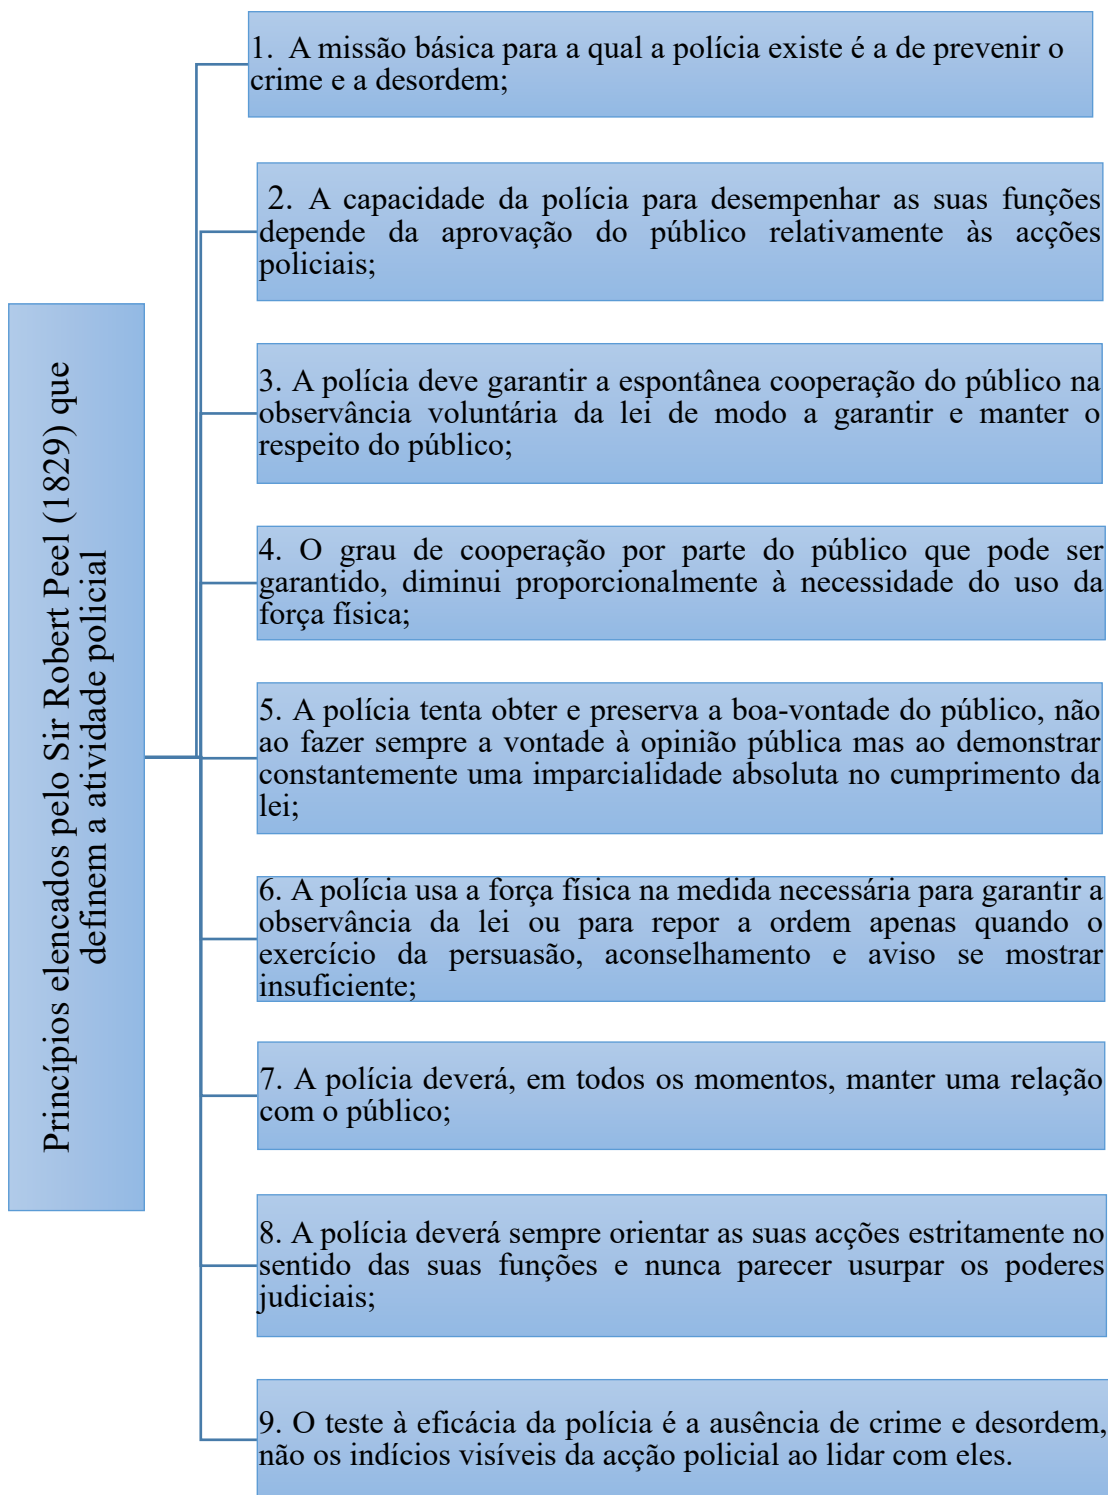 Princípios elencados pelo Sir Robert Peel (1829) que
definem a atividade policial
1. A missão básica para a qual a polícia existe é a de prevenir o
crime e a desordem;
2. A capacidade da polícia para desempenhar as suas funções
depende da aprovação do público relativamente às acções
policiais;
3. A polícia deve garantir a espontânea cooperação do público na
observância voluntária da lei de modo a garantir e manter o
respeito do público;
4. O grau de cooperação por parte do público que pode ser
garantido, diminui proporcionalmente à necessidade do uso da
força física;
5. A polícia tenta obter e preserva a boa-vontade do público, não
ao fazer sempre a vontade à opinião pública mas ao demonstrar
constantemente uma imparcialidade absoluta no cumprimento da
lei;
6. A polícia usa a força física na medida necessária para garantir a
observância da lei ou para repor a ordem apenas quando o
exercício da persuasão, aconselhamento e aviso se mostrar
insuficiente;
7. A polícia deverá, em todos os momentos, manter uma relação
com o público;
8. A polícia deverá sempre orientar as suas acções estritamente no
sentido das suas funções e nunca parecer usurpar os poderes
judiciais;
9. O teste à eficácia da polícia é a ausência de crime e desordem,
não os indícios visíveis da acção policial ao lidar com eles.